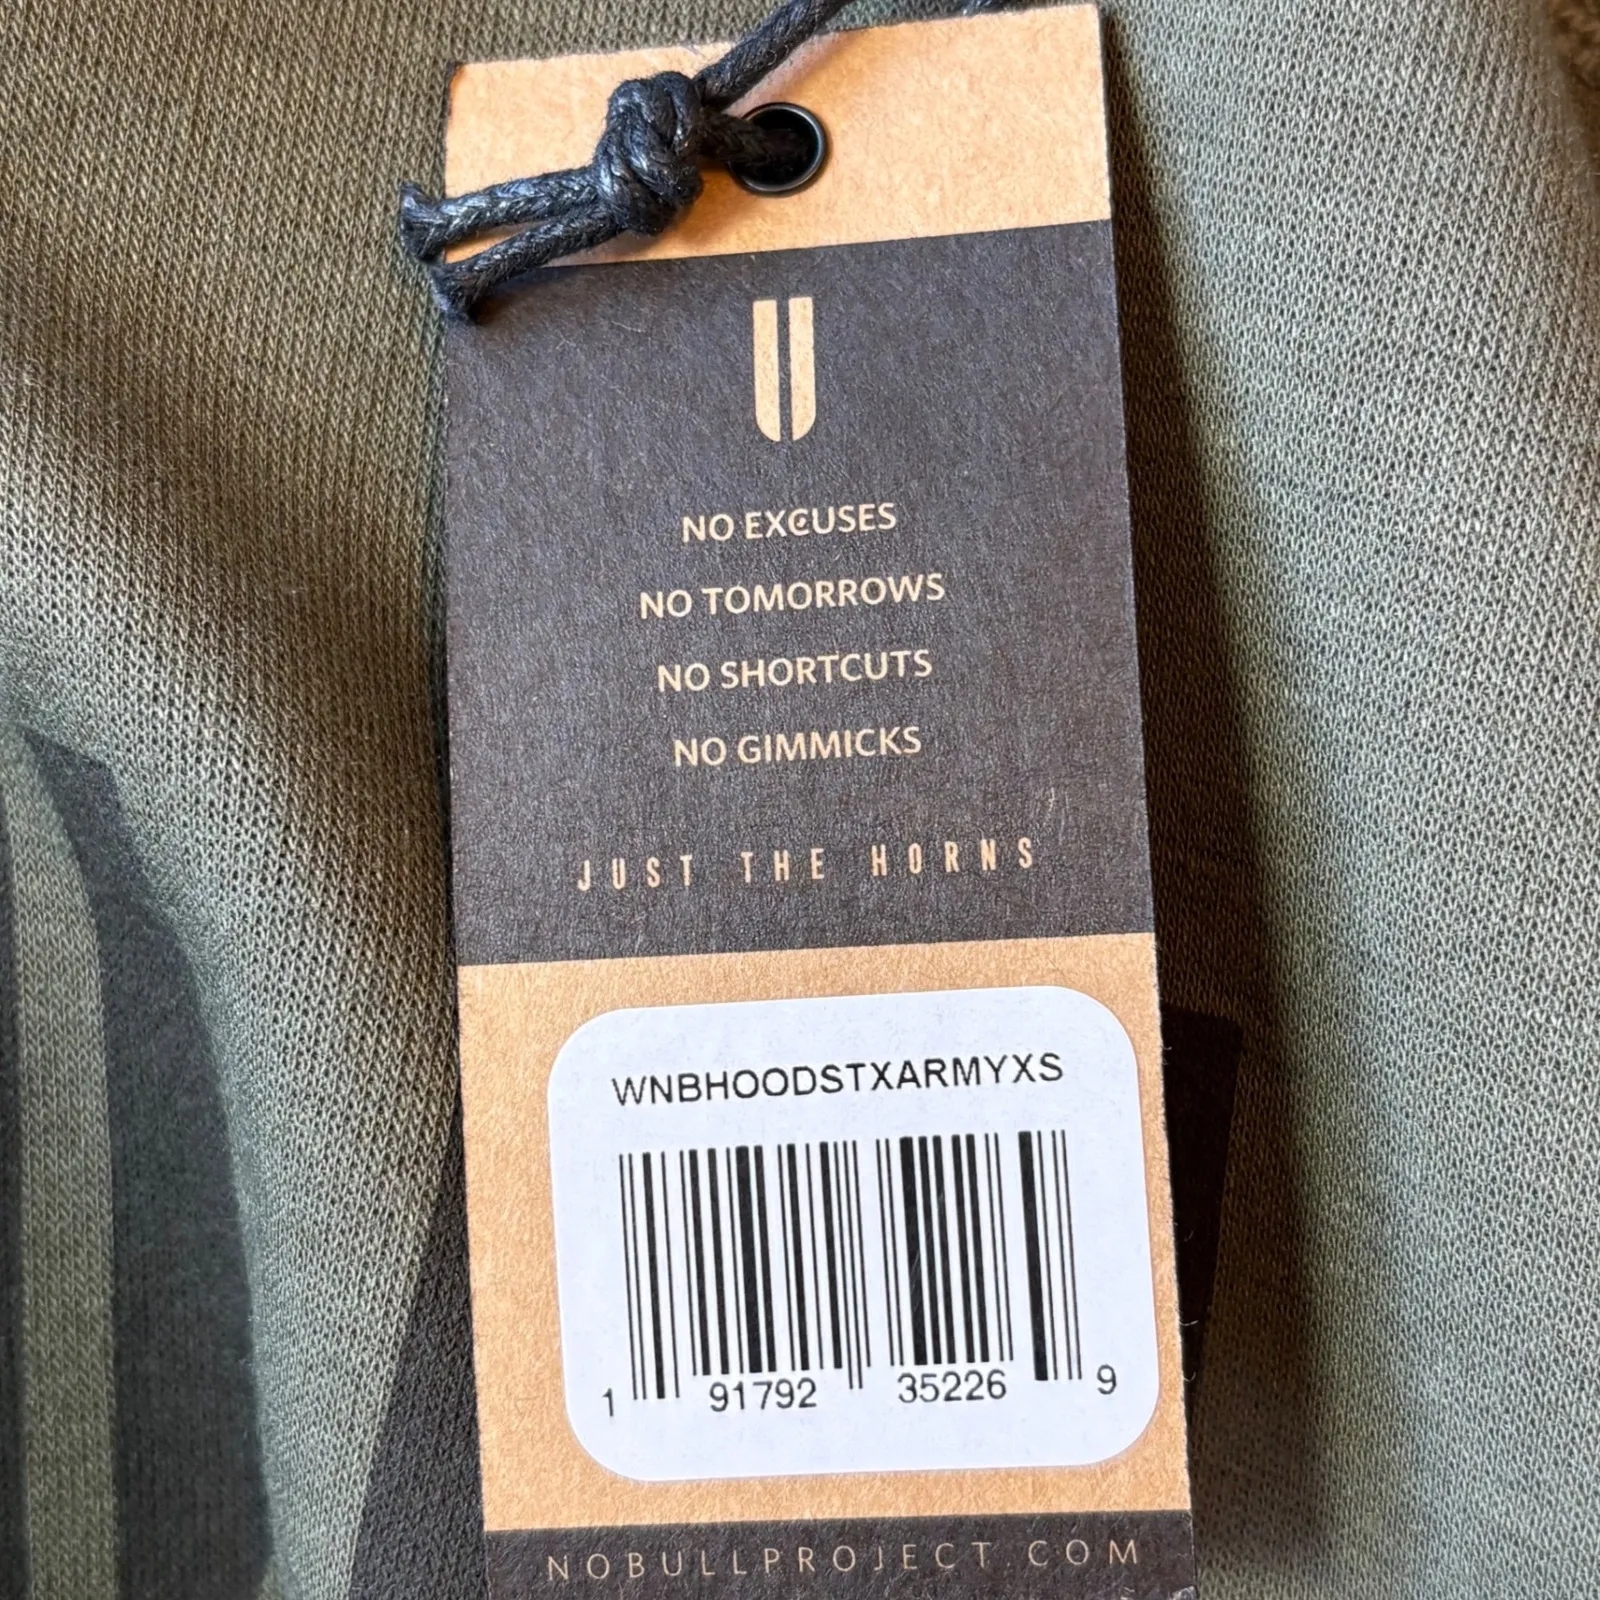 NO EXCUSES
NO TOMORROWS
NO SHORTCUTS
NO GIMMICKS
JUST THE HORNS
WNBHOODSTXARMYXS
1 91792 35226 9
NOBULLPROJECT.COM